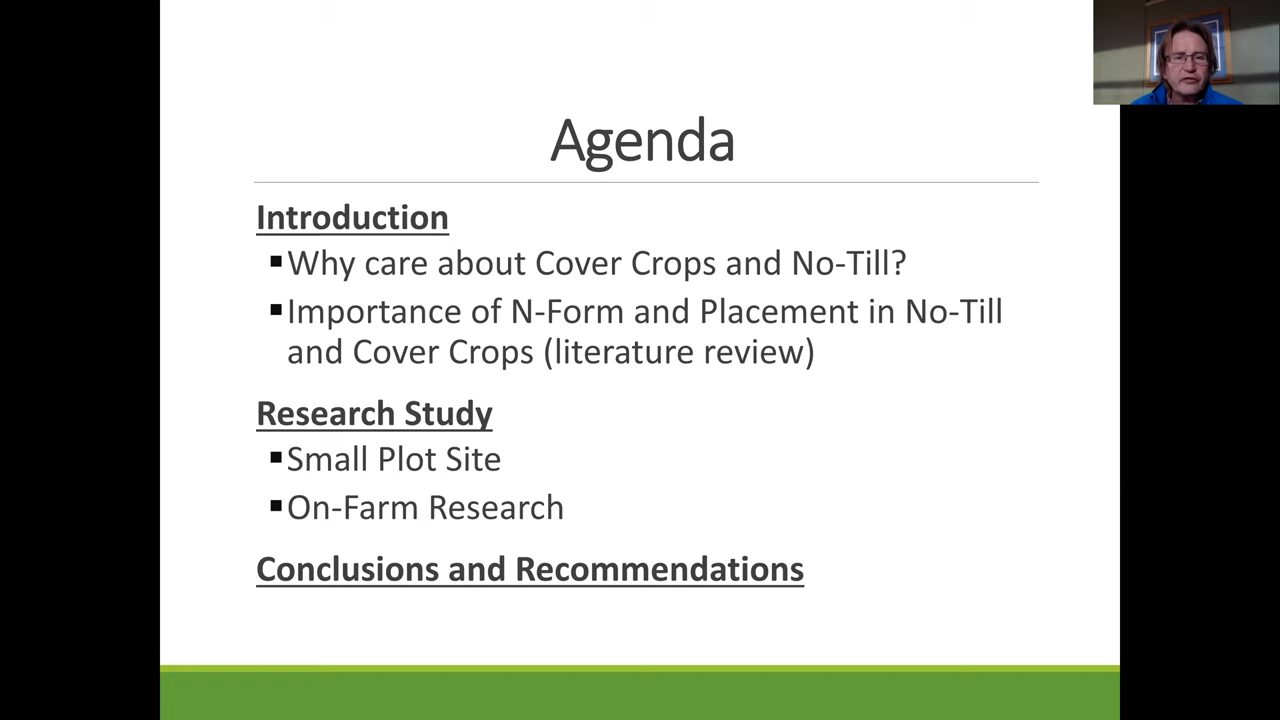 Agenda
Introduction
▪Why care about Cover Crops and No-Till?
▪Importance of N-Form and Placement in No-Till
and Cover Crops (literature review)
Research Study
▪Small Plot Site
▪On-Farm Research
Conclusions and Recommendations